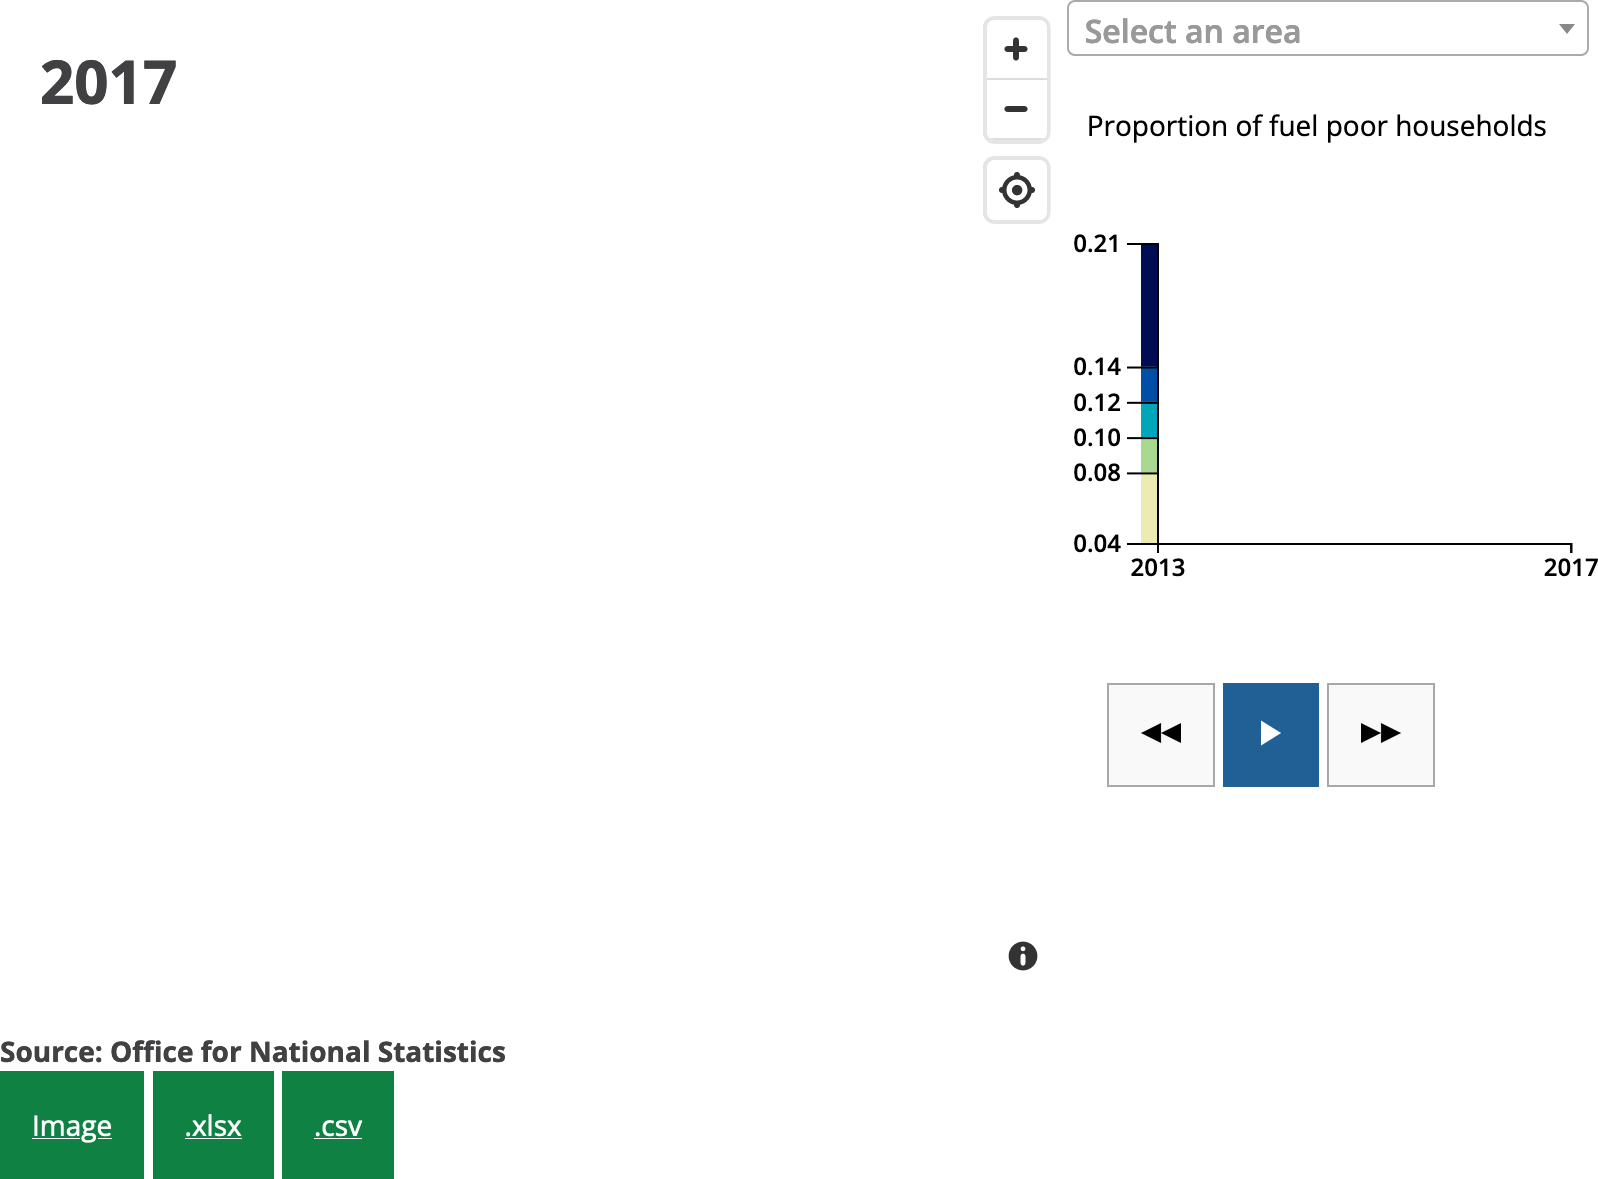 2017
Select an area
Proportion of fuel poor households
0.21
0.14
0.12
0.10
0.08
0.04
2013
2017
Source: Office for National Statistics
Image
.xlsx
.csv